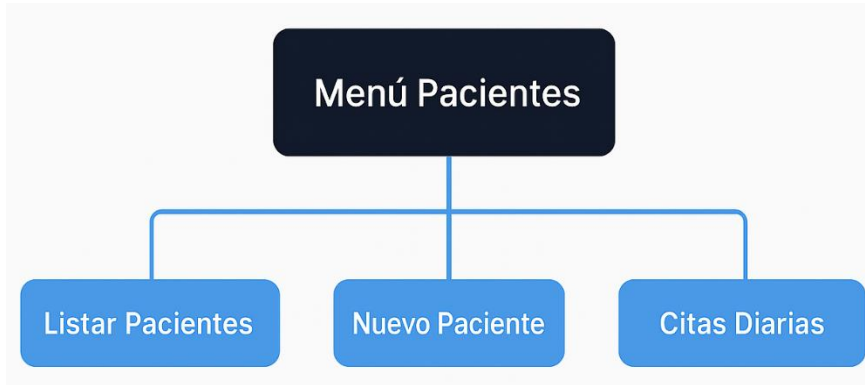 Menú Pacientes
Listar Pacientes
Nuevo Paciente
Citas Diarias